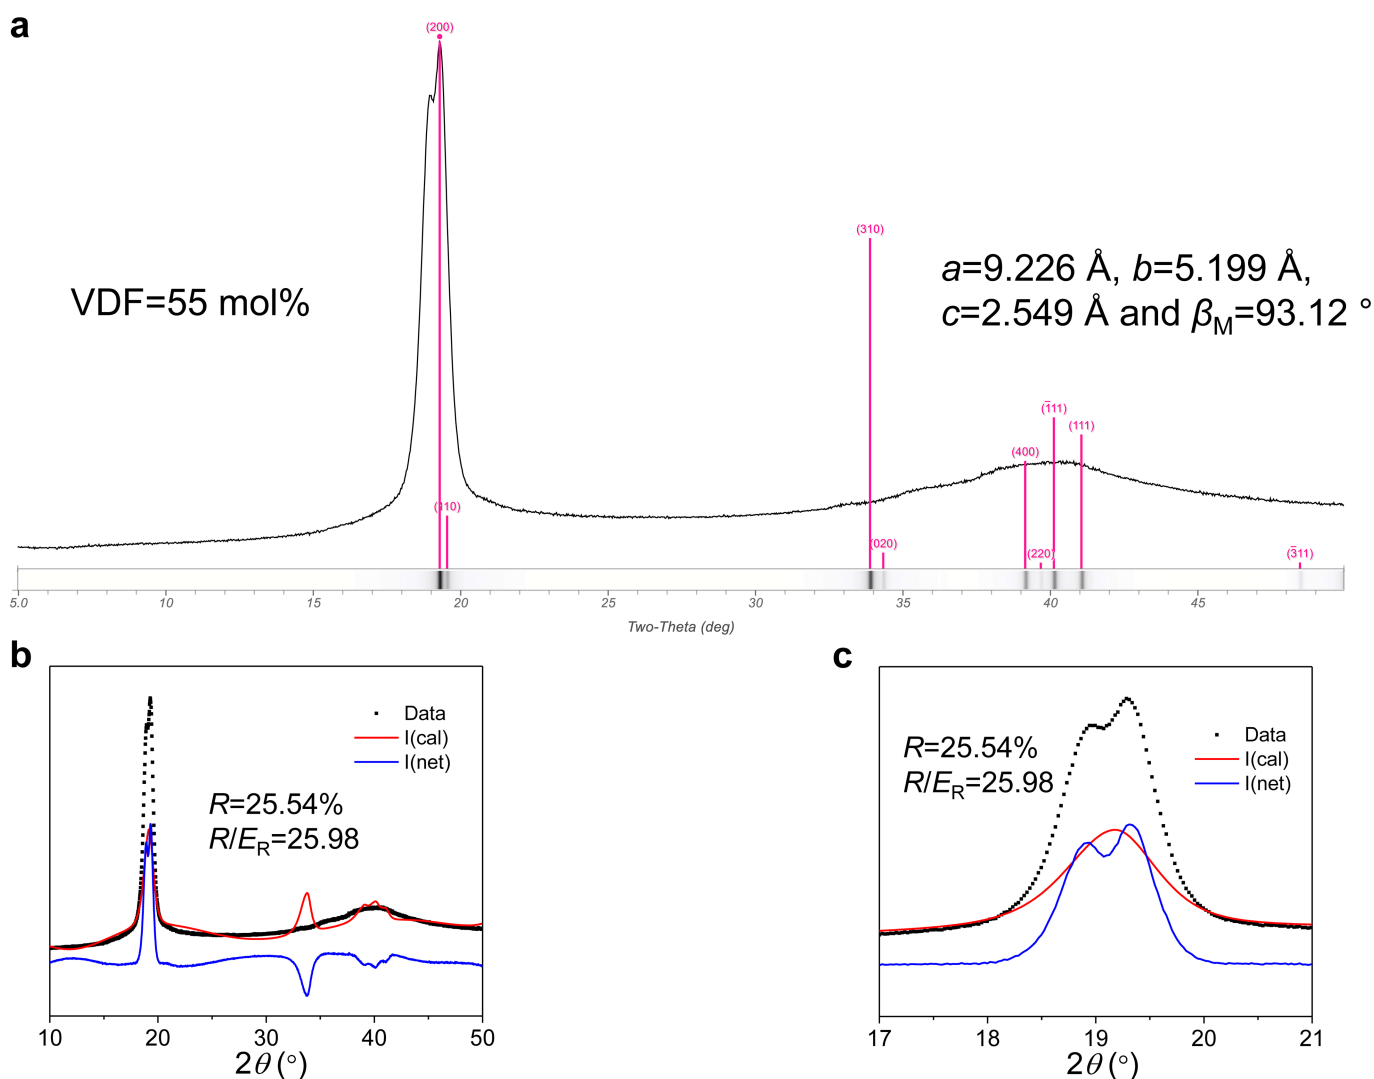 a
(200)
(310)
VDF=55 mol%
a=9.226 Å, b=5.199 Å,
c=2.549 Å and βM=93.12 °
(1̅11)
(111)
(400)
(110)
(020)
(220)
(3̅11)
5.0 10 15 20 25 30 35 40 45
Two-Theta (deg)
b
Data
I(cal)
I(net)
R=25.54%
R/ER=25.98
10 20 30 40 50
2θ (°)
c
Data
I(cal)
I(net)
R=25.54%
R/ER=25.98
17 18 19 20 21
2θ (°)